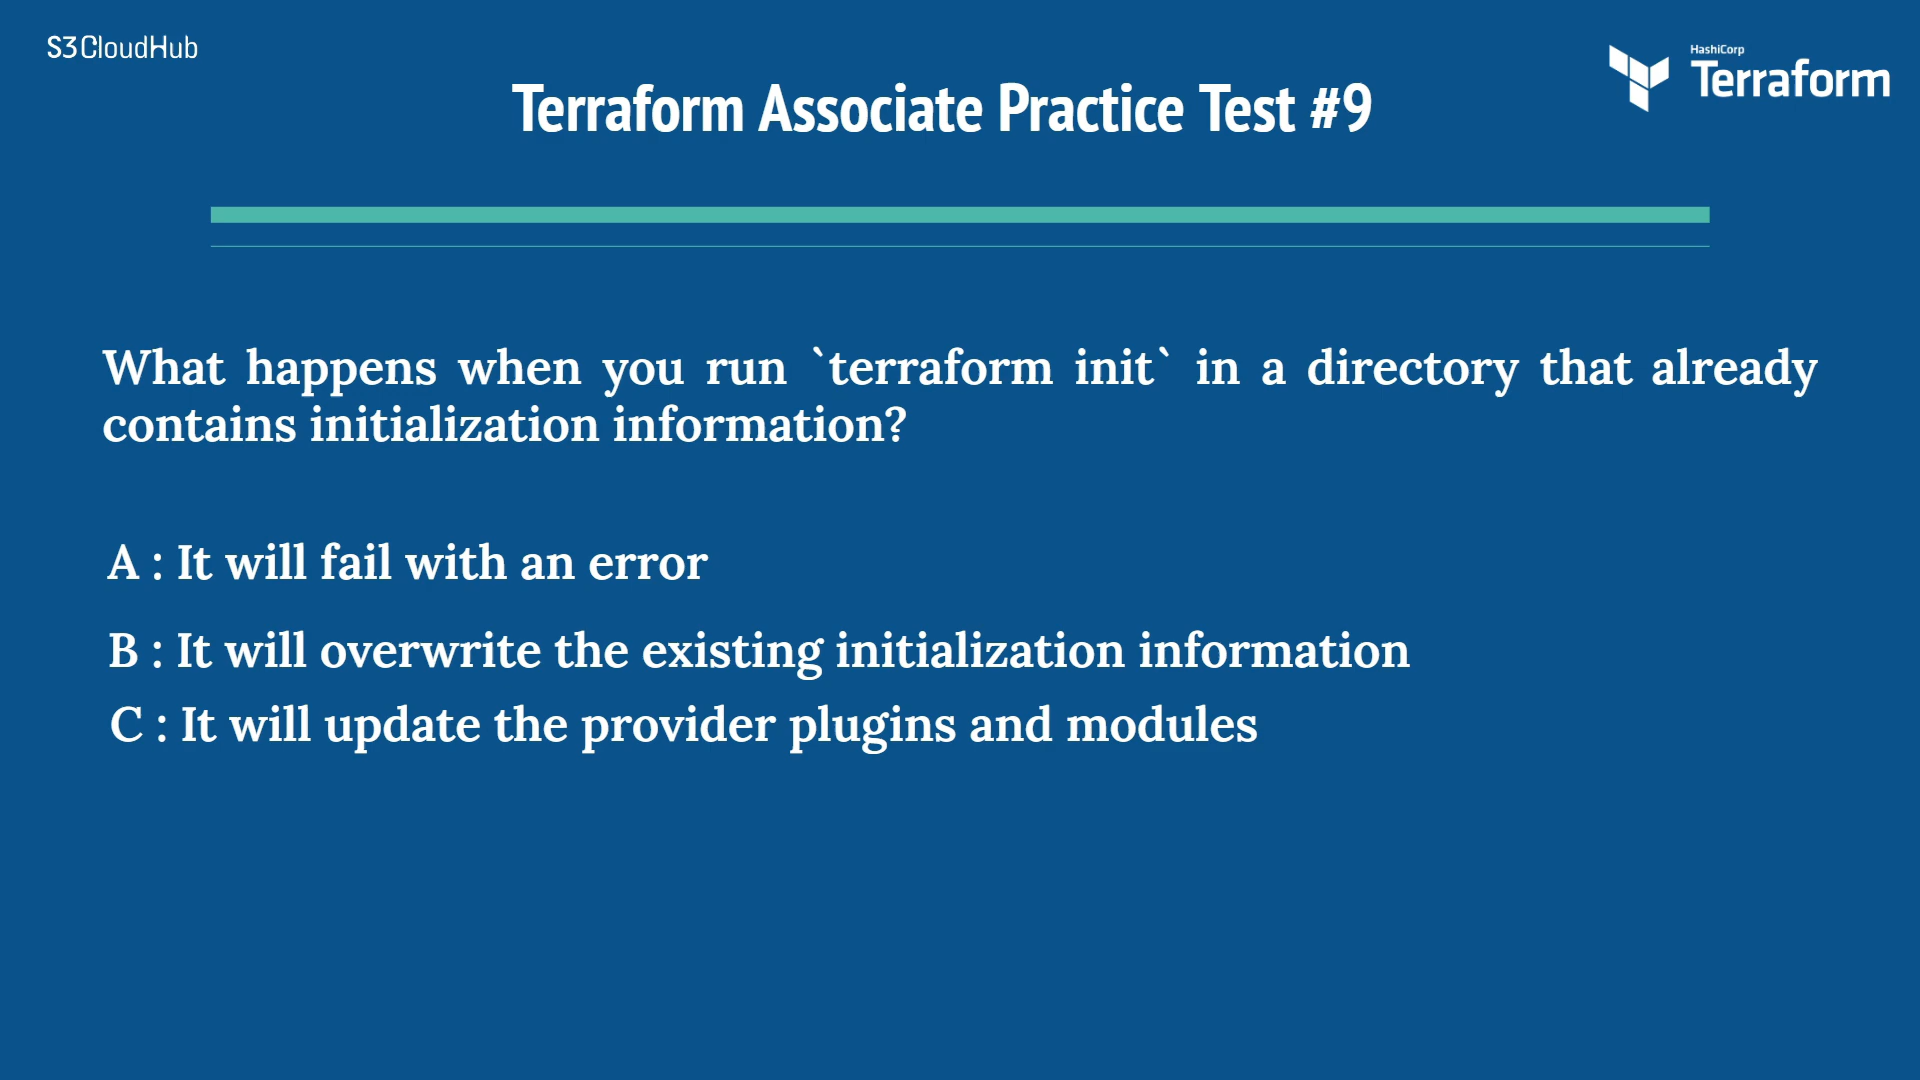 S3CloudHub
HashiCorp
Terraform
Terraform Associate Practice Test #9
What happens when you run `terraform init` in a directory that already
contains initialization information?
A : It will fail with an error
B : It will overwrite the existing initialization information
C : It will update the provider plugins and modules